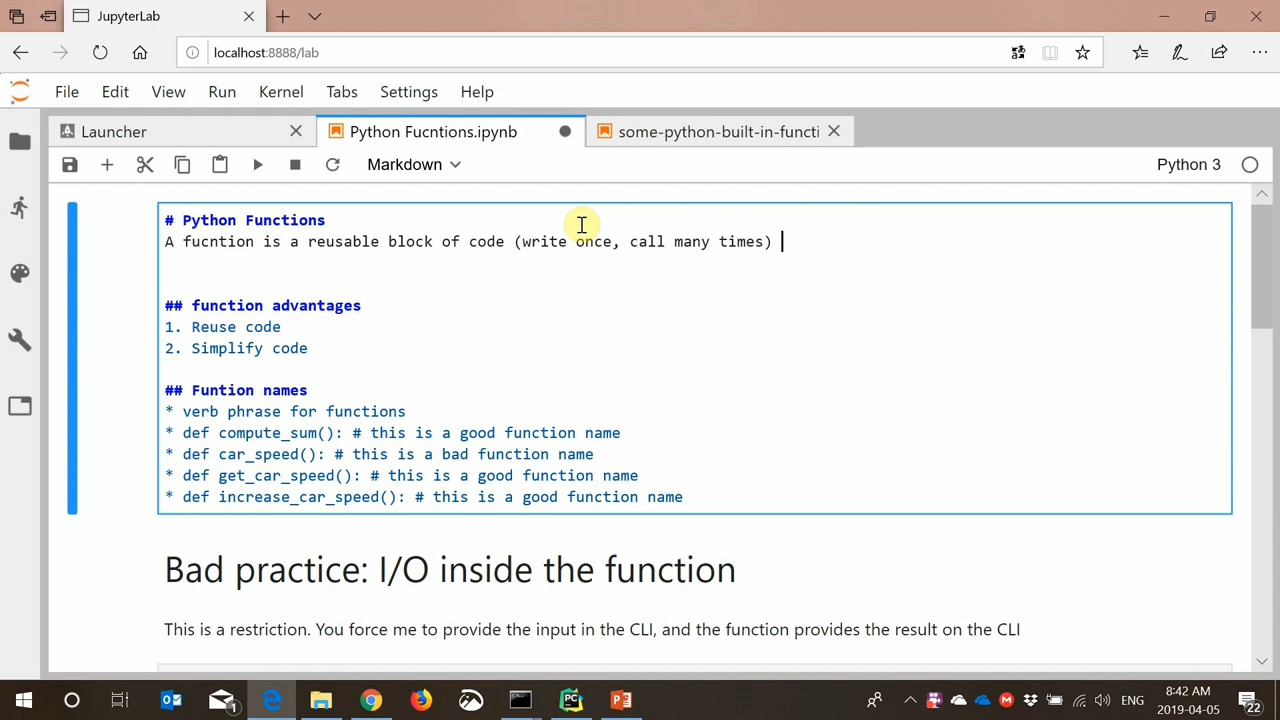 JupyterLab
localhost:8888/lab
File Edit View Run Kernel Tabs Settings Help
Launcher Python Fucntions.ipynb some-python-built-in-functi
Markdown Python 3
# Python Functions
A fucntion is a reusable block of code (write once, call many times)
## function advantages
1. Reuse code
2. Simplify code
## Funtion names
* verb phrase for functions
* def compute_sum(): # this is a good function name
* def car_speed(): # this is a bad function name
* def get_car_speed(): # this is a good function name
* def increase_car_speed(): # this is a good function name
Bad practice: I/O inside the function
This is a restriction. You force me to provide the input in the CLI, and the function provides the result on the CLI
ENG 8:42 AM
2019-04-05
22
1